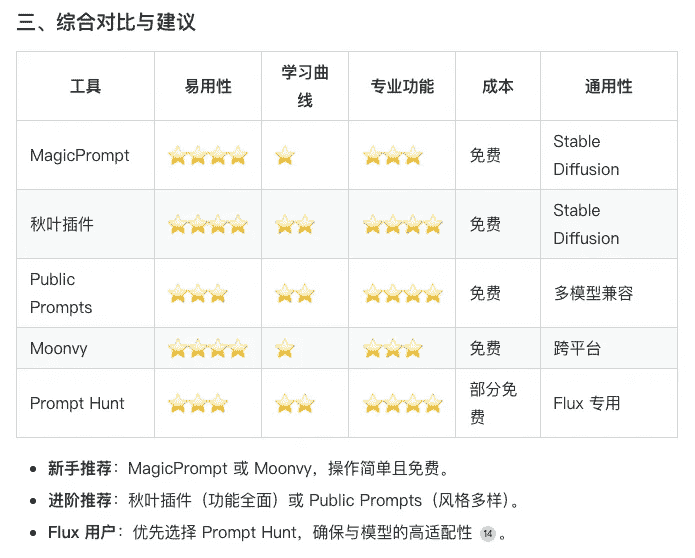 三、综合对比与建议
工具 易用性 学习曲线 专业功能 成本 通用性
MagicPrompt ⭐⭐⭐⭐ ⭐ ⭐⭐⭐ 免费 Stable Diffusion
秋叶插件 ⭐⭐⭐⭐ ⭐⭐ ⭐⭐⭐⭐ 免费 Stable Diffusion
Public Prompts ⭐⭐⭐ ⭐⭐ ⭐⭐⭐⭐ 免费 多模型兼容
Moonvy ⭐⭐⭐⭐ ⭐ ⭐⭐⭐ 免费 跨平台
Prompt Hunt ⭐⭐⭐ ⭐⭐ ⭐⭐⭐⭐ 部分免费 Flux 专用
• 新手推荐：MagicPrompt 或 Moonvy，操作简单且免费。
• 进阶推荐：秋叶插件（功能全面）或 Public Prompts（风格多样）。
• Flux 用户：优先选择 Prompt Hunt，确保与模型的高适配性 14 。